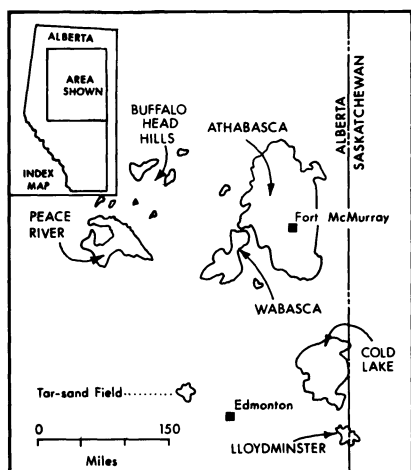 ALBERTA
AREA
SHOWN
INDEX
MAP
BUFFALO
HEAD
HILLS
ATHABASCA
ALBERTA
SASKATCHEWAN
PEACE
RIVER
Fort McMurray
WABASCA
COLD
LAKE
Tar-sand Field
Edmonton
LLOYDMINSTER
0 150
Miles